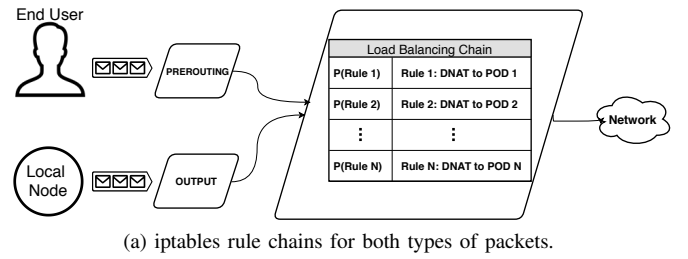 End User
PREROUTING
Load Balancing Chain
P(Rule 1) Rule 1: DNAT to POD 1
P(Rule 2) Rule 2: DNAT to POD 2
⋮ ⋮
P(Rule N) Rule N: DNAT to POD N
Network
Local
Node
OUTPUT
(a) iptables rule chains for both types of packets.